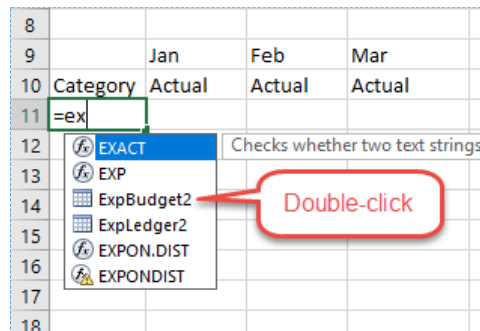 8
9 Jan Feb Mar
10 Category Actual Actual Actual
11 =ex
12 EXACT Checks whether two text strings
13 EXP
14 ExpBudget2 Double-click
15 ExpLedger2
EXPON.DIST
16 EXPONDIST
17
18